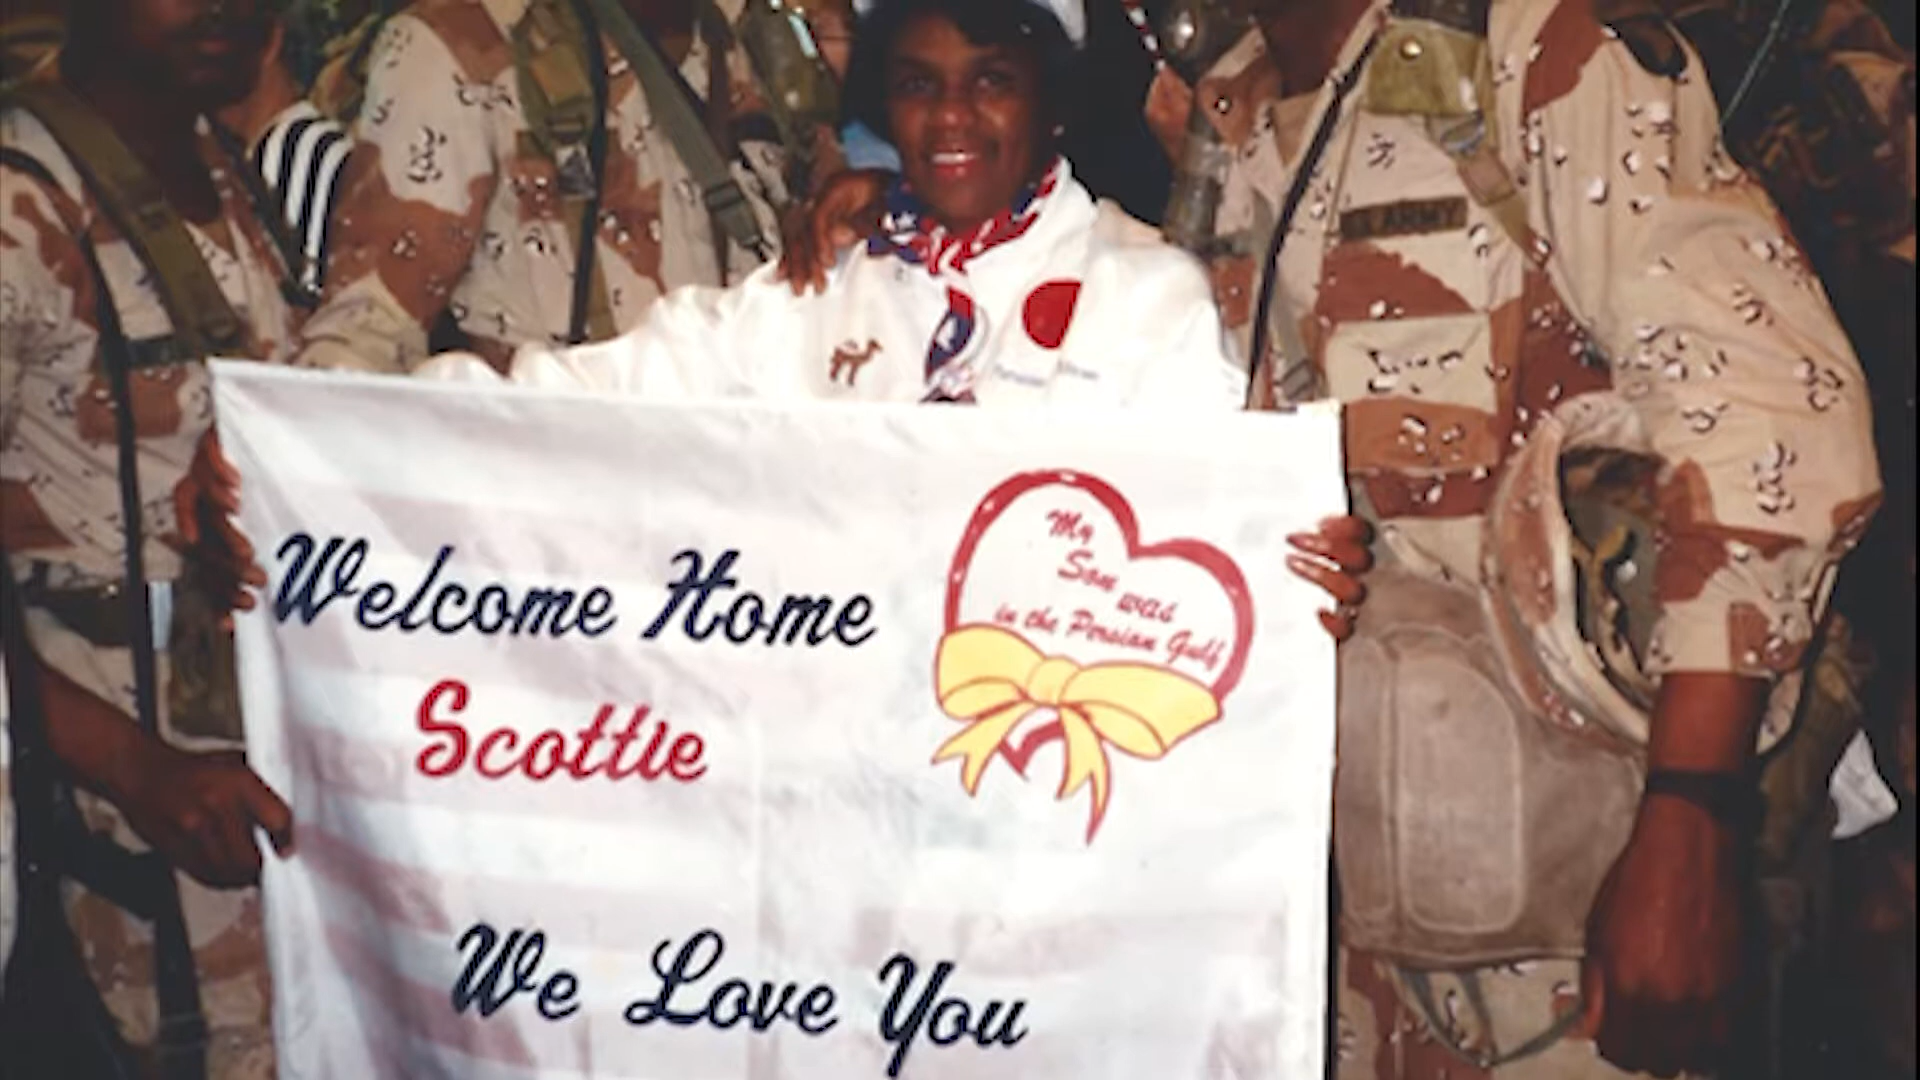 U.S. ARMY
Welcome Home
Scottie
We Love You
My
Son
was
in the Persian Gulf